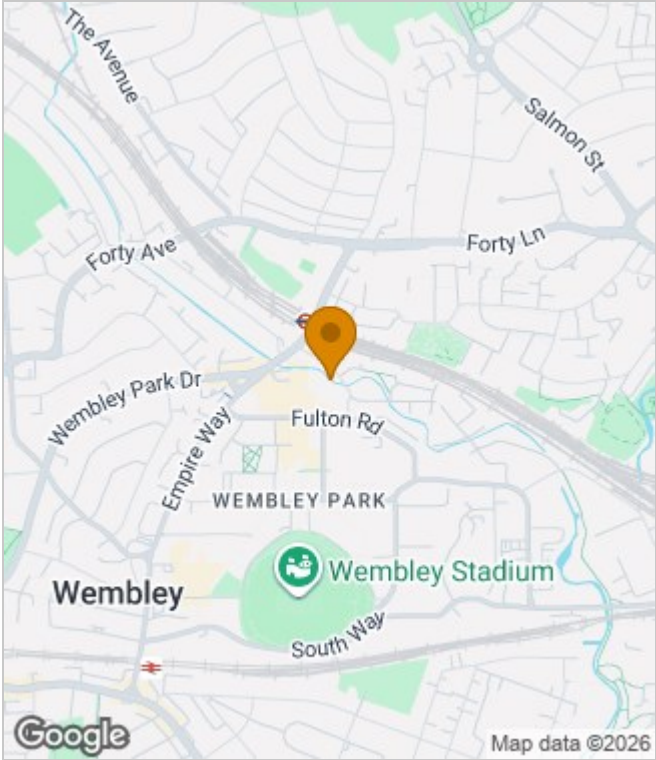 The Avenue
Salmon St
Forty Ave
Forty Ln
Wembley Park Dr
Fulton Rd
Empire Way
WEMBLEY PARK
Wembley Stadium
Wembley
South Way
Google
Map data ©2026